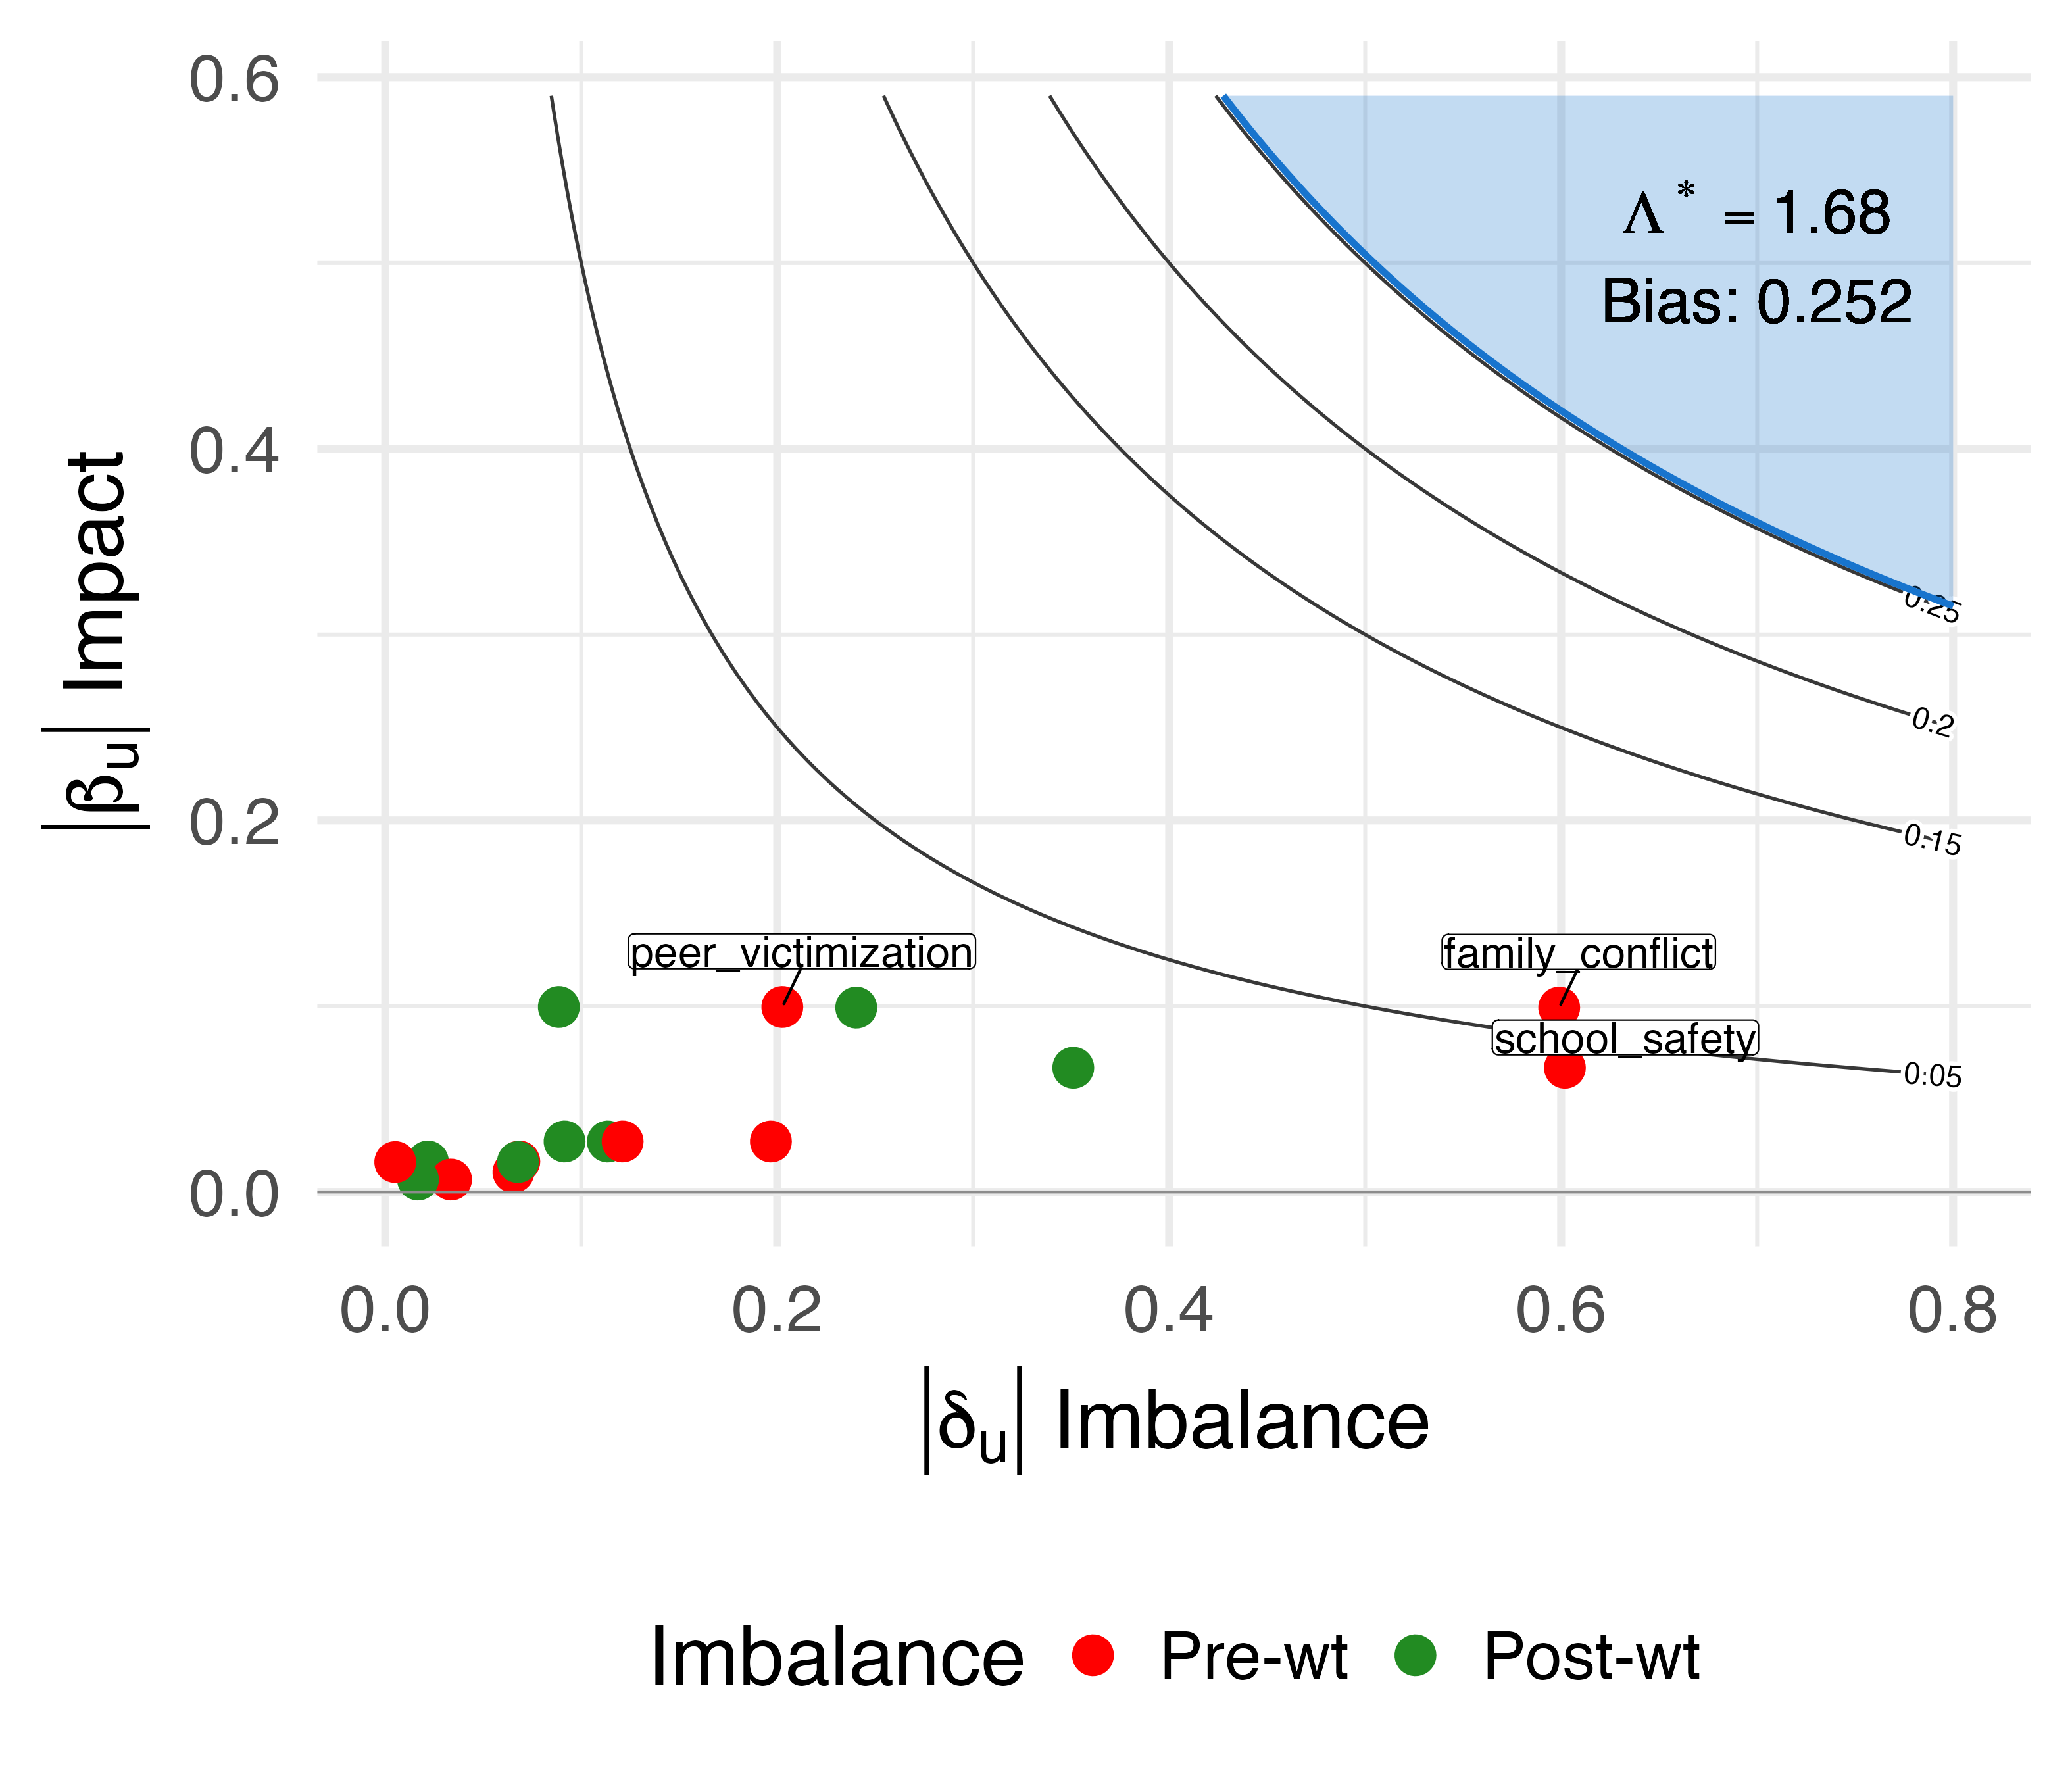 0.6
0.4
0.2
0.0
|βu| Impact
Λ* = 1.68
Bias: 0.252
0.25
0.2
0.15
0.05
peer_victimization
family_conflict
school_safety
0.0 0.2 0.4 0.6 0.8
|δu| Imbalance
Imbalance Pre-wt Post-wt